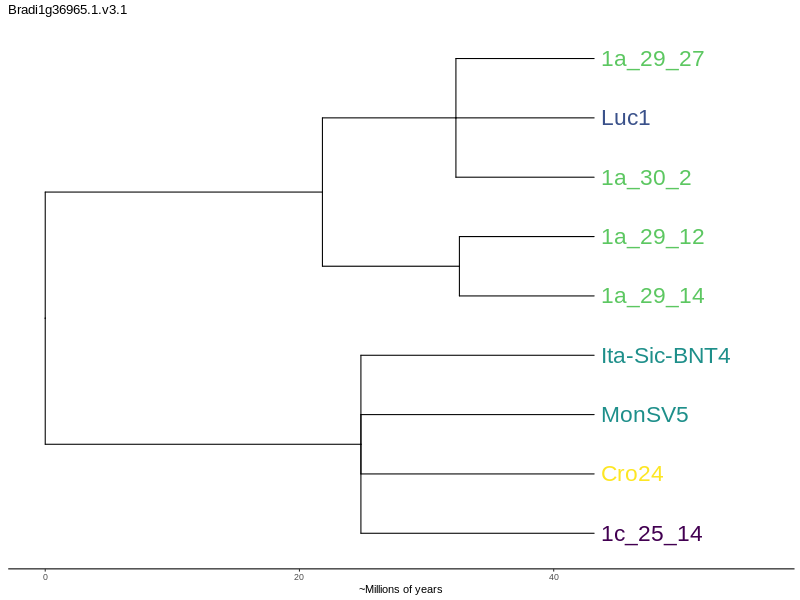 Bradi1g36965.1.v3.1
1a_29_27
Luc1
1a_30_2
1a_29_12
1a_29_14
Ita-Sic-BNT4
MonSV5
Cro24
1c_25_14
0 20 40
~Millions of years